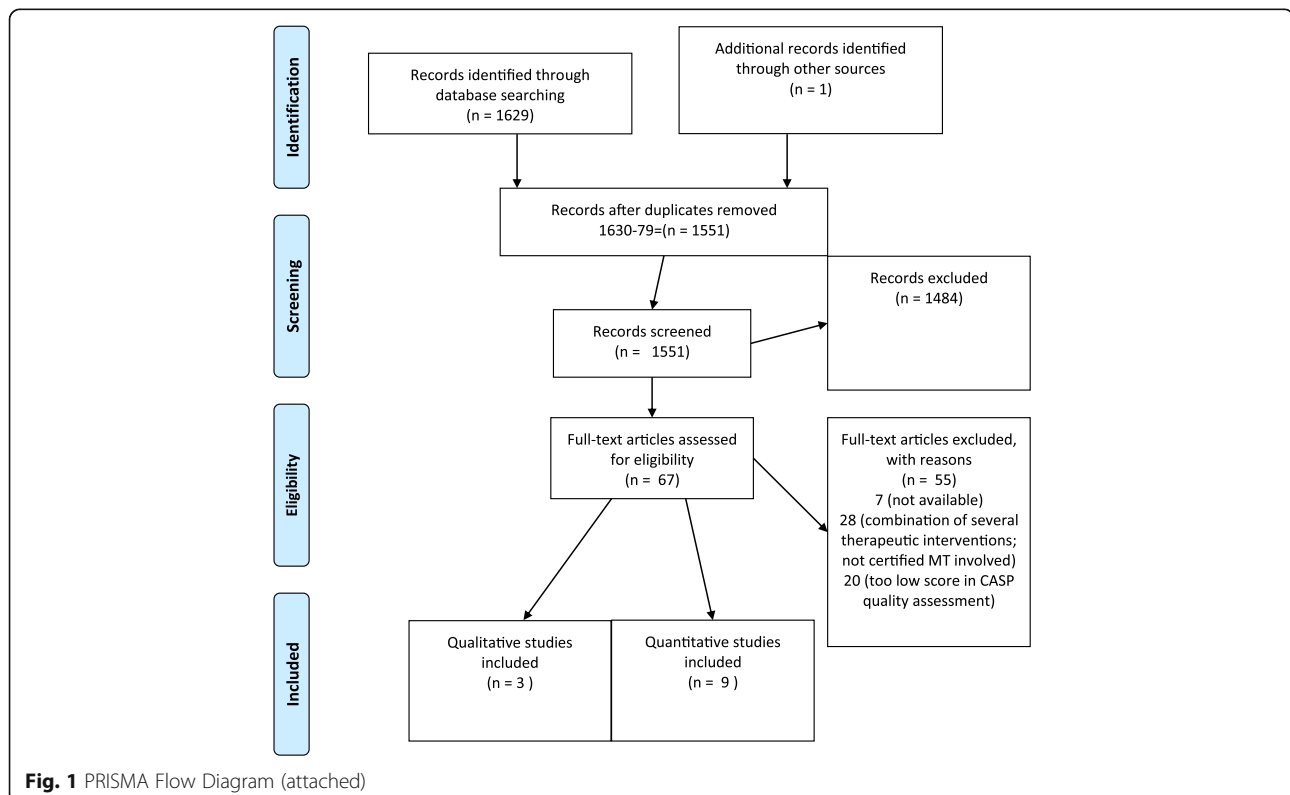 Identification
Records identified through
database searching
(n = 1629)
Additional records identified
through other sources
(n = 1)
Records after duplicates removed
1630-79=(n = 1551)
Screening
Records screened
(n = 1551)
Records excluded
(n = 1484)
Eligibility
Full-text articles assessed
for eligibility
(n = 67)
Full-text articles excluded,
with reasons
(n = 55)
7 (not available)
28 (combination of several
therapeutic interventions;
not certified MT involved)
20 (too low score in CASP
quality assessment)
Included
Qualitative studies
included
(n = 3 )
Quantitative studies
included
(n = 9 )
Fig. 1 PRISMA Flow Diagram (attached)